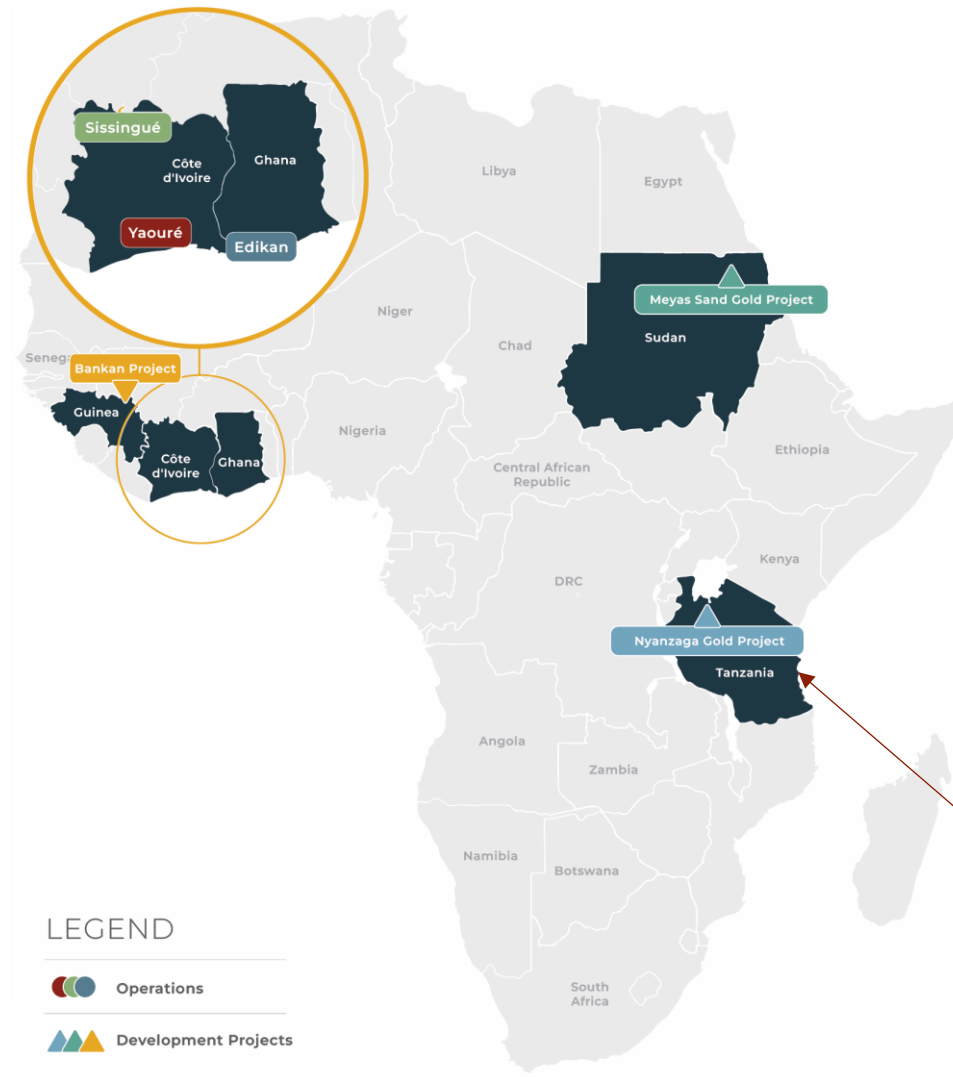 Sissingué
Côte
d'Ivoire
Ghana
Yaouré
Edikan
Libya
Egypt
Meyas Sand Gold Project
Sudan
Niger
Chad
Seneg
Bankan Project
Guinea
Côte
d'Ivoire
Ghana
Nigeria
Ethiopia
Central African
Republic
Kenya
DRC
Nyanzaga Gold Project
Tanzania
Angola
Zambia
Namibia
Botswana
South
Africa
LEGEND
Operations
Development Projects